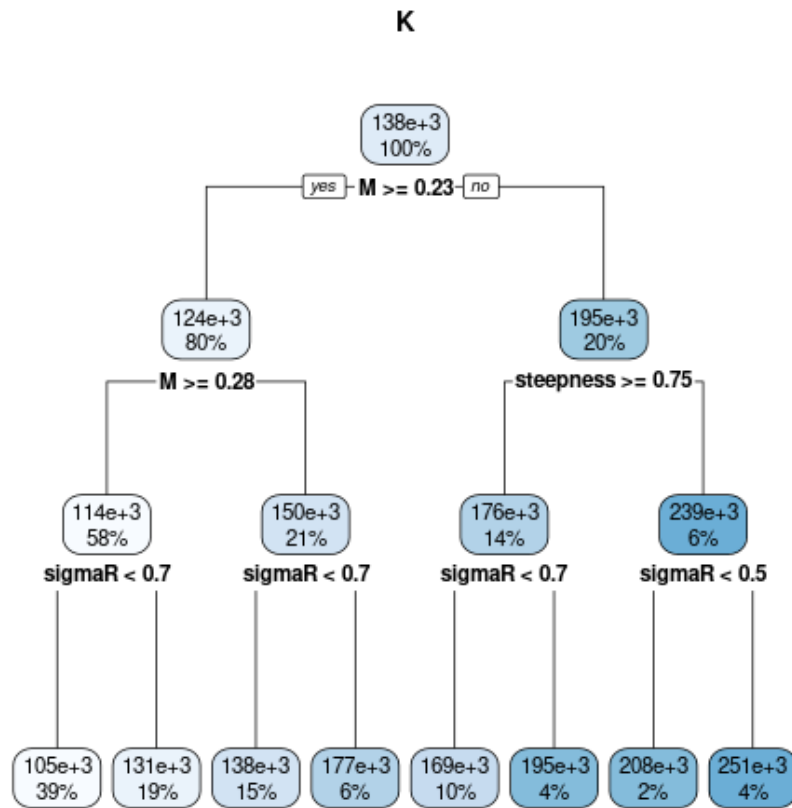 K
138e+3
100%
yes M >= 0.23 no
124e+3
80%
195e+3
20%
M >= 0.28
steepness >= 0.75
114e+3
58%
150e+3
21%
176e+3
14%
239e+3
6%
sigmaR < 0.7
sigmaR < 0.7
sigmaR < 0.7
sigmaR < 0.5
105e+3
39%
131e+3
19%
138e+3
15%
177e+3
6%
169e+3
10%
195e+3
4%
208e+3
2%
251e+3
4%